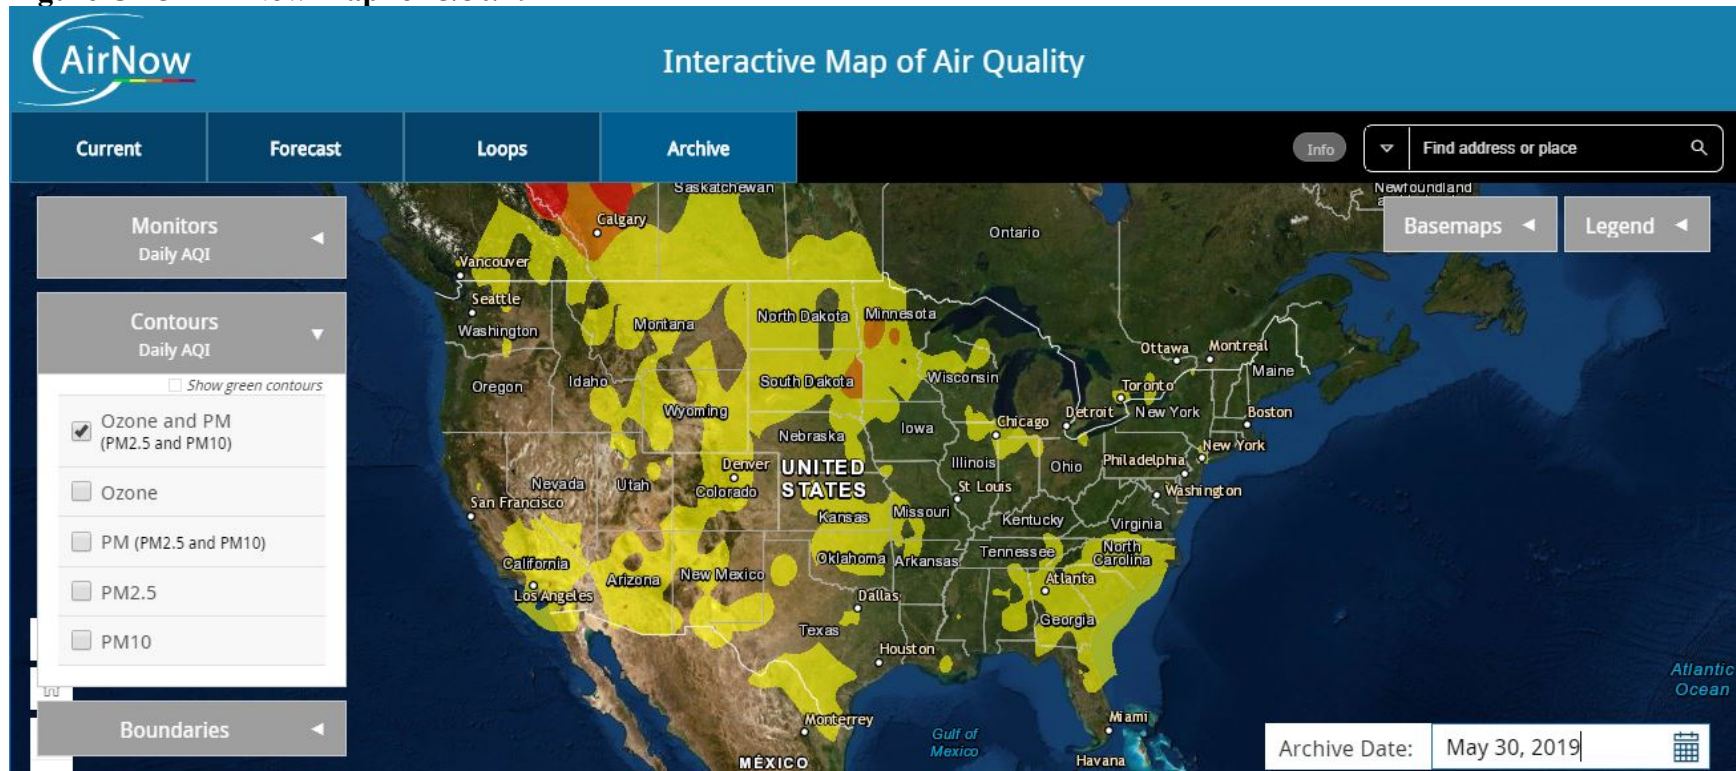 AirNow
Interactive Map of Air Quality
Current
Forecast
Loops
Archive
Info
Find address or place
Monitors
Daily AQI
Contours
Daily AQI
Show green contours
Ozone and PM
(PM2.5 and PM10)
Ozone
PM (PM2.5 and PM10)
PM2.5
PM10
Boundaries
Basemaps
Legend
Saskatchewan
Newfoundland
Calgary
Ontario
Vancouver
Seattle
Washington
Montana
North Dakota
Minnesota
Ottawa
Montreal
Maine
Oregon
Idaho
South Dakota
Wisconsin
Toronto
Wyoming
Chicago
Detroit
New York
Boston
Nebraska
Iowa
New York
Denver
UNITED
STATES
Illinois
Ohio
Philadelphia
Nevada
Utah
Colorado
St Louis
Washington
San Francisco
Kansas
Missouri
Kentucky
Virginia
California
Arizona
New Mexico
Oklahoma
Arkansas
Tennessee
North
Carolina
Atlanta
Los Angeles
Dallas
Georgia
Texas
Houston
Atlantic
Ocean
Monterrey
Gulf of
Mexico
Miami
MÉXICO
Havana
Archive Date:
May 30, 2019